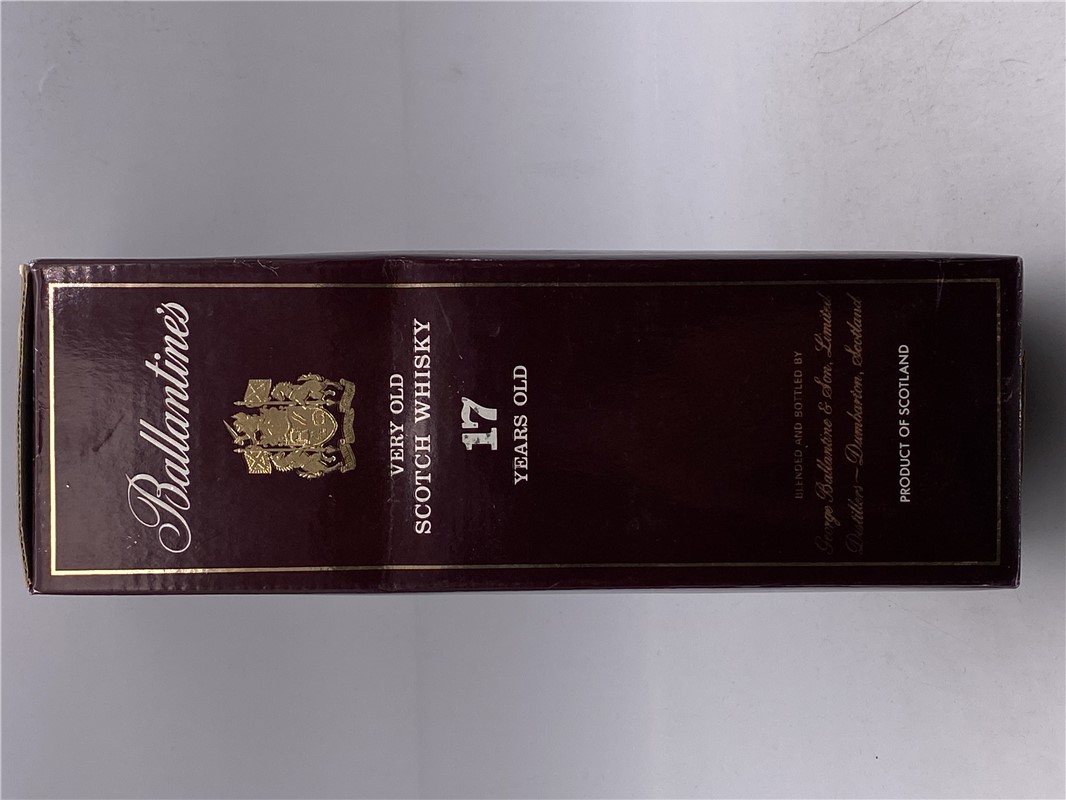 Ballantine's
VERY OLD
SCOTCH WHISKY
17
YEARS OLD
BLENDED AND BOTTLED BY
George Ballantine & Son, Limited
Distillers—Dumbarton, Scotland
PRODUCT OF SCOTLAND